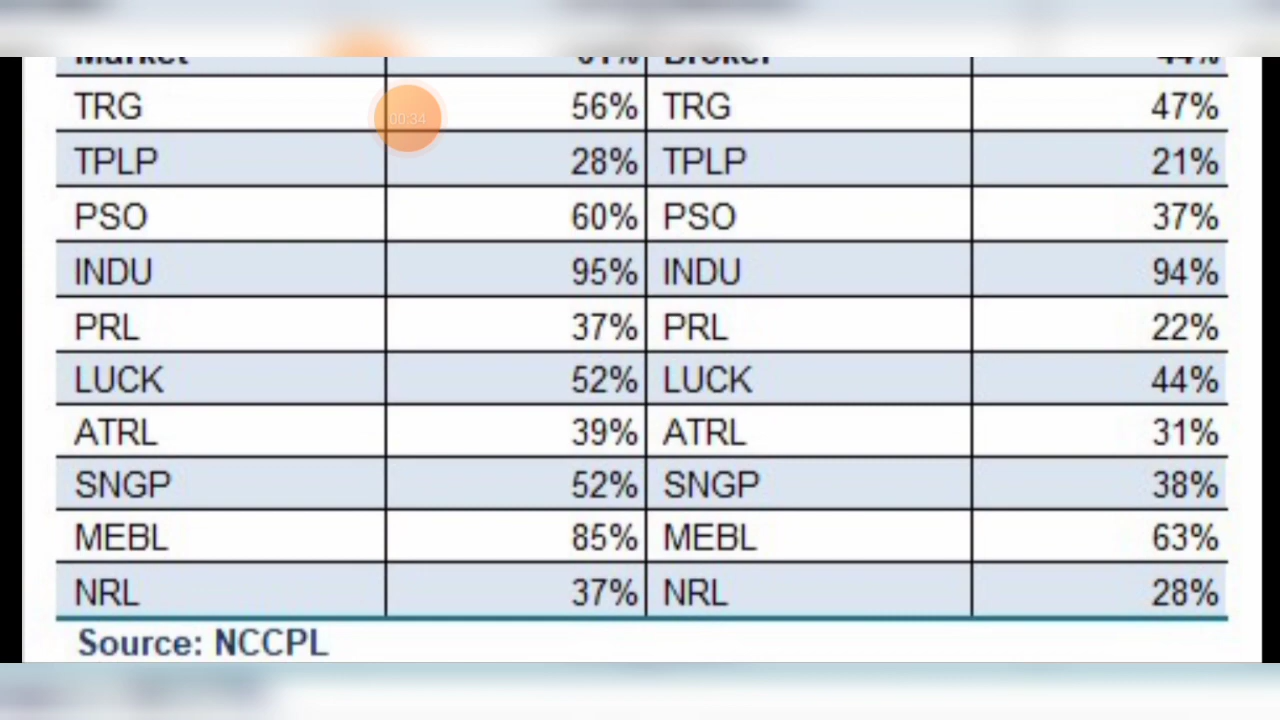 Market 61% Broker 44%
TRG 56% TRG 47%
00:34
TPLP 28% TPLP 21%
PSO 60% PSO 37%
INDU 95% INDU 94%
PRL 37% PRL 22%
LUCK 52% LUCK 44%
ATRL 39% ATRL 31%
SNGP 52% SNGP 38%
MEBL 85% MEBL 63%
NRL 37% NRL 28%
Source: NCCPL